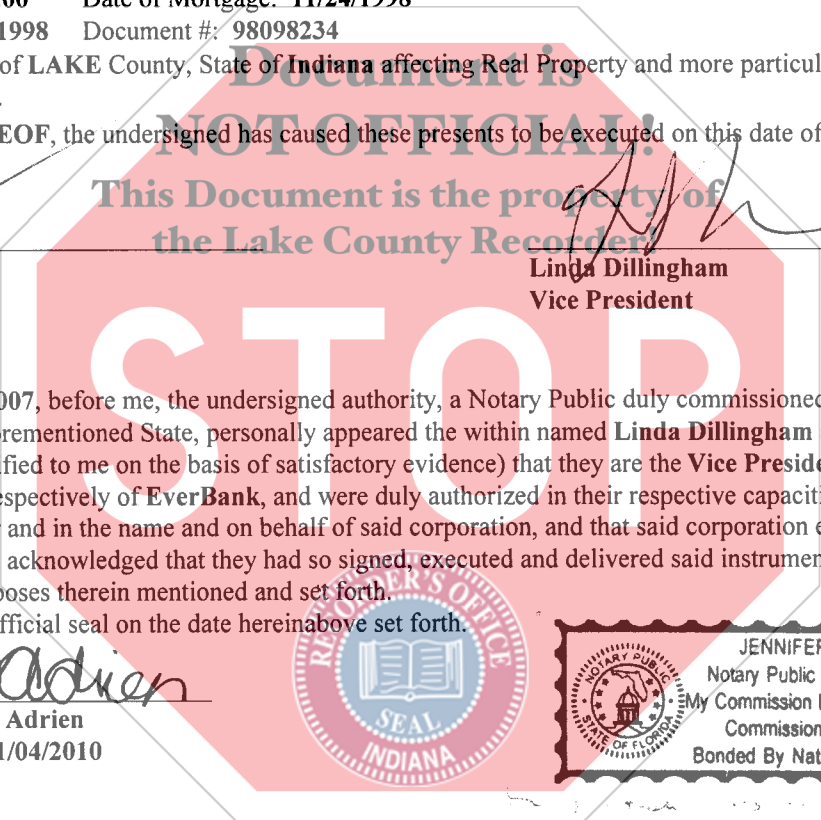 00 Date of Mortgage: 11/24/1998
1998 Document #: 98098234
of LAKE County, State of Indiana affecting Real Property and more particul
Document is
EOF, the undersigned has caused these presents to be executed on this date of
NOT OFFICIAL!
This Document is the property of
the Lake County Recorder!
Linda Dillingham
Vice President
STOP
007, before me, the undersigned authority, a Notary Public duly commissioned
rementioned State, personally appeared the within named Linda Dillingham
ified to me on the basis of satisfactory evidence) that they are the Vice Preside
espectively of EverBank, and were duly authorized in their respective capaciti
and in the name and on behalf of said corporation, and that said corporation e
acknowledged that they had so signed, executed and delivered said instrumen
poses therein mentioned and set forth.
fficial seal on the date hereinabove set forth.
RECORDER'S OFFICE
SEAL
INDIANA
Adrien
Adrien
1/04/2010
JENNIFER
NOTARY PUBLIC
STATE OF FLORIDA
Notary Public
My Commission
Commission
Bonded By Nat